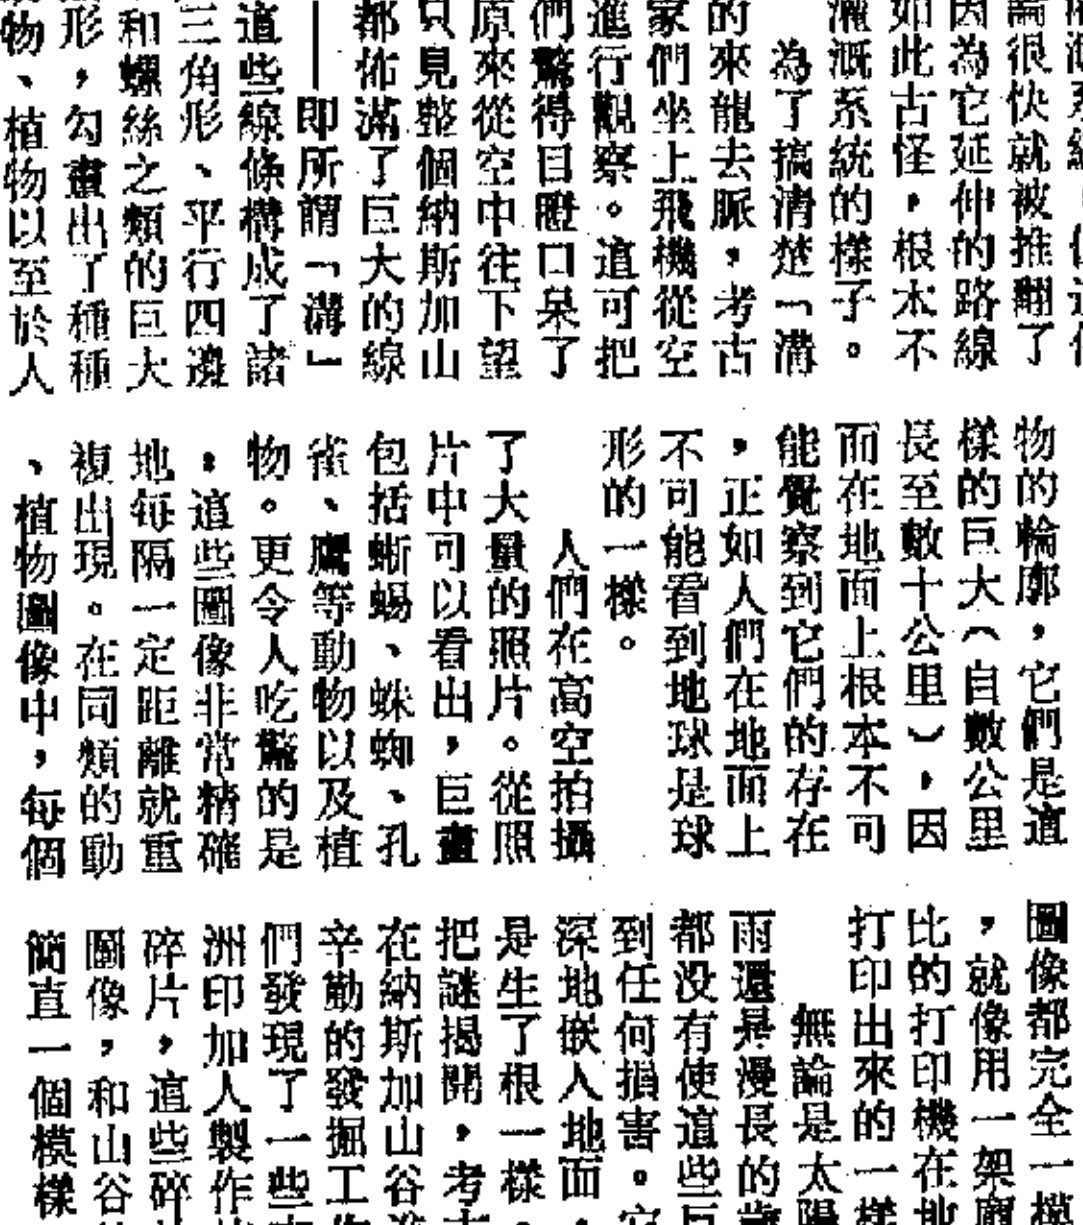 論很快就被推翻了
因為它延伸的路線
如此古怪，根本不
灌溉系統的樣子。
為了搞清楚「溝
的來龍去脈，考古
家們坐上飛機從空
進行觀察。這可把
們驚得目瞪口呆了
原來從空中往下望
只見整個納斯加山
都佈滿了巨大的線
——即所謂「溝」
這些線條構成了諸
三角形、平行四邊
和螺絲之類的巨大
形，勾畫出了種種
物、植物以至於人
物的輪廓，它們是這
樣的巨大（自數公里
長至數十公里），因
而在地面上根本不可
能覺察到它們的存在
，正如人們在地面上
不可能看到地球是球
形的一樣。
人們在高空拍攝
了大量的照片。從照
片中可以看出，巨畫
包括蜥蜴、蛛蜘、孔
雀、鷹等動物以及植
物。更令人吃驚的是
，這些圖像非常精確
地每隔一定距離就重
複出現。在同類的動
、植物圖像中，每個
圖像都完全一模
，就像用一架龐
比的打印機在地
打印出來的一樣
無論是太陽
雨還是漫長的歲
都没有使這些巨
到任何損害。它
深地嵌入地面，
是生了根一樣。
把謎揭開，考古
在納斯加山谷進
辛勤的發掘工作
們發現了一些
洲印加人製作
碎片，這些碎
圖像，和山谷
簡直一個模樣